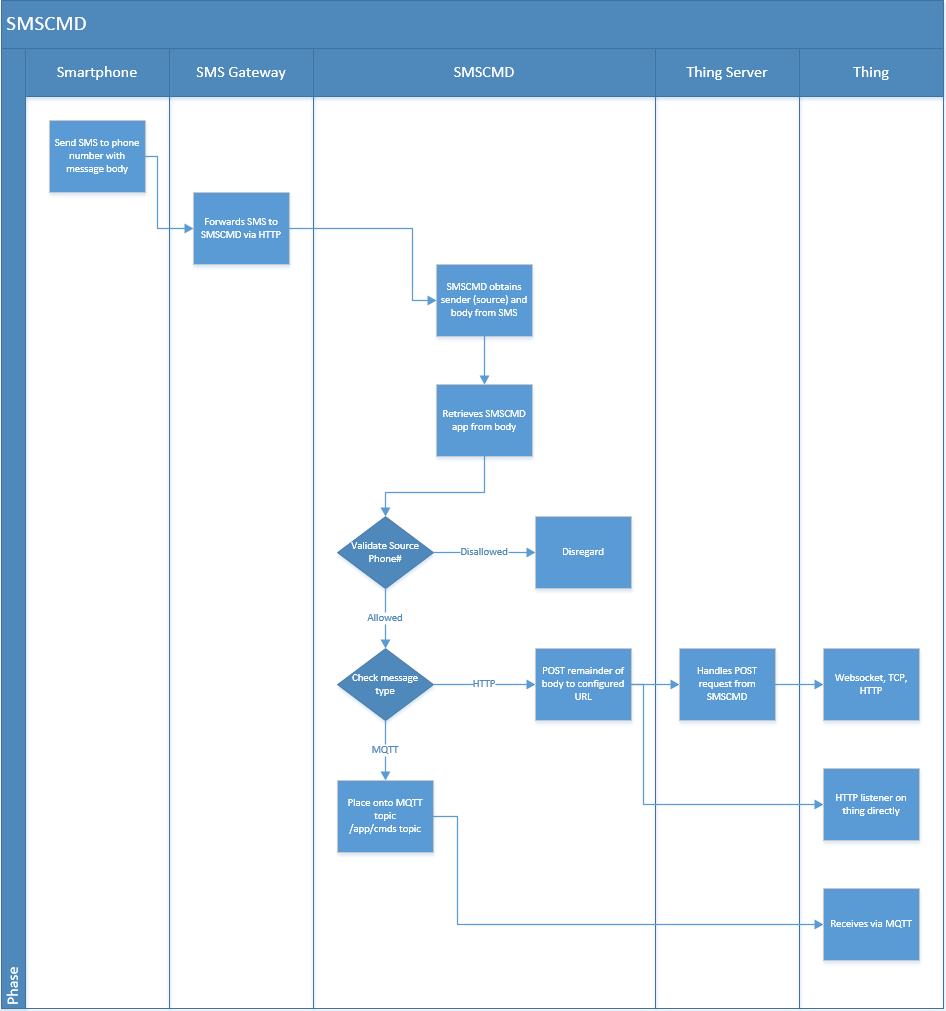 SMSCMD
Smartphone
SMS Gateway
SMSCMD
Thing Server
Thing
Send SMS to phone
number with
message body
Forwards SMS to
SMSCMD via HTTP
SMSCMD obtains
sender (source) and
body from SMS
Retrieves SMSCMD
app from body
Validate Source
Phone#
Disallowed
Disregard
Allowed
Check message
type
HTTP
POST remainder of
body to configured
URL
Handles POST
request from
SMSCMD
Websocket, TCP,
HTTP
MQTT
Place onto MQTT
topic
/app/cmds topic
HTTP listener on
thing directly
Receives via MQTT
Phase